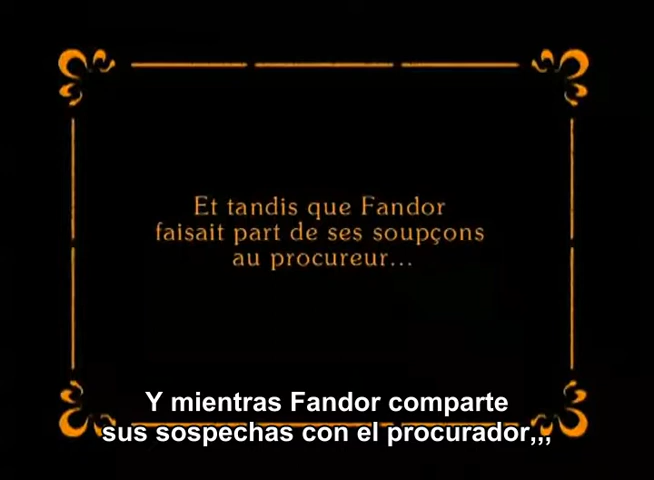 Et tandis que Fandor
faisait part de ses soupçons
au procureur...
Y mientras Fandor comparte
sus sospechas con el procurador,,,